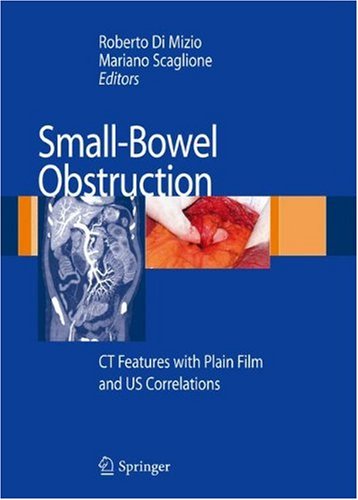 Roberto Di Mizio
Mariano Scaglione
Editors
Small-Bowel
Obstruction
CT Features with Plain Film
and US Correlations
Springer